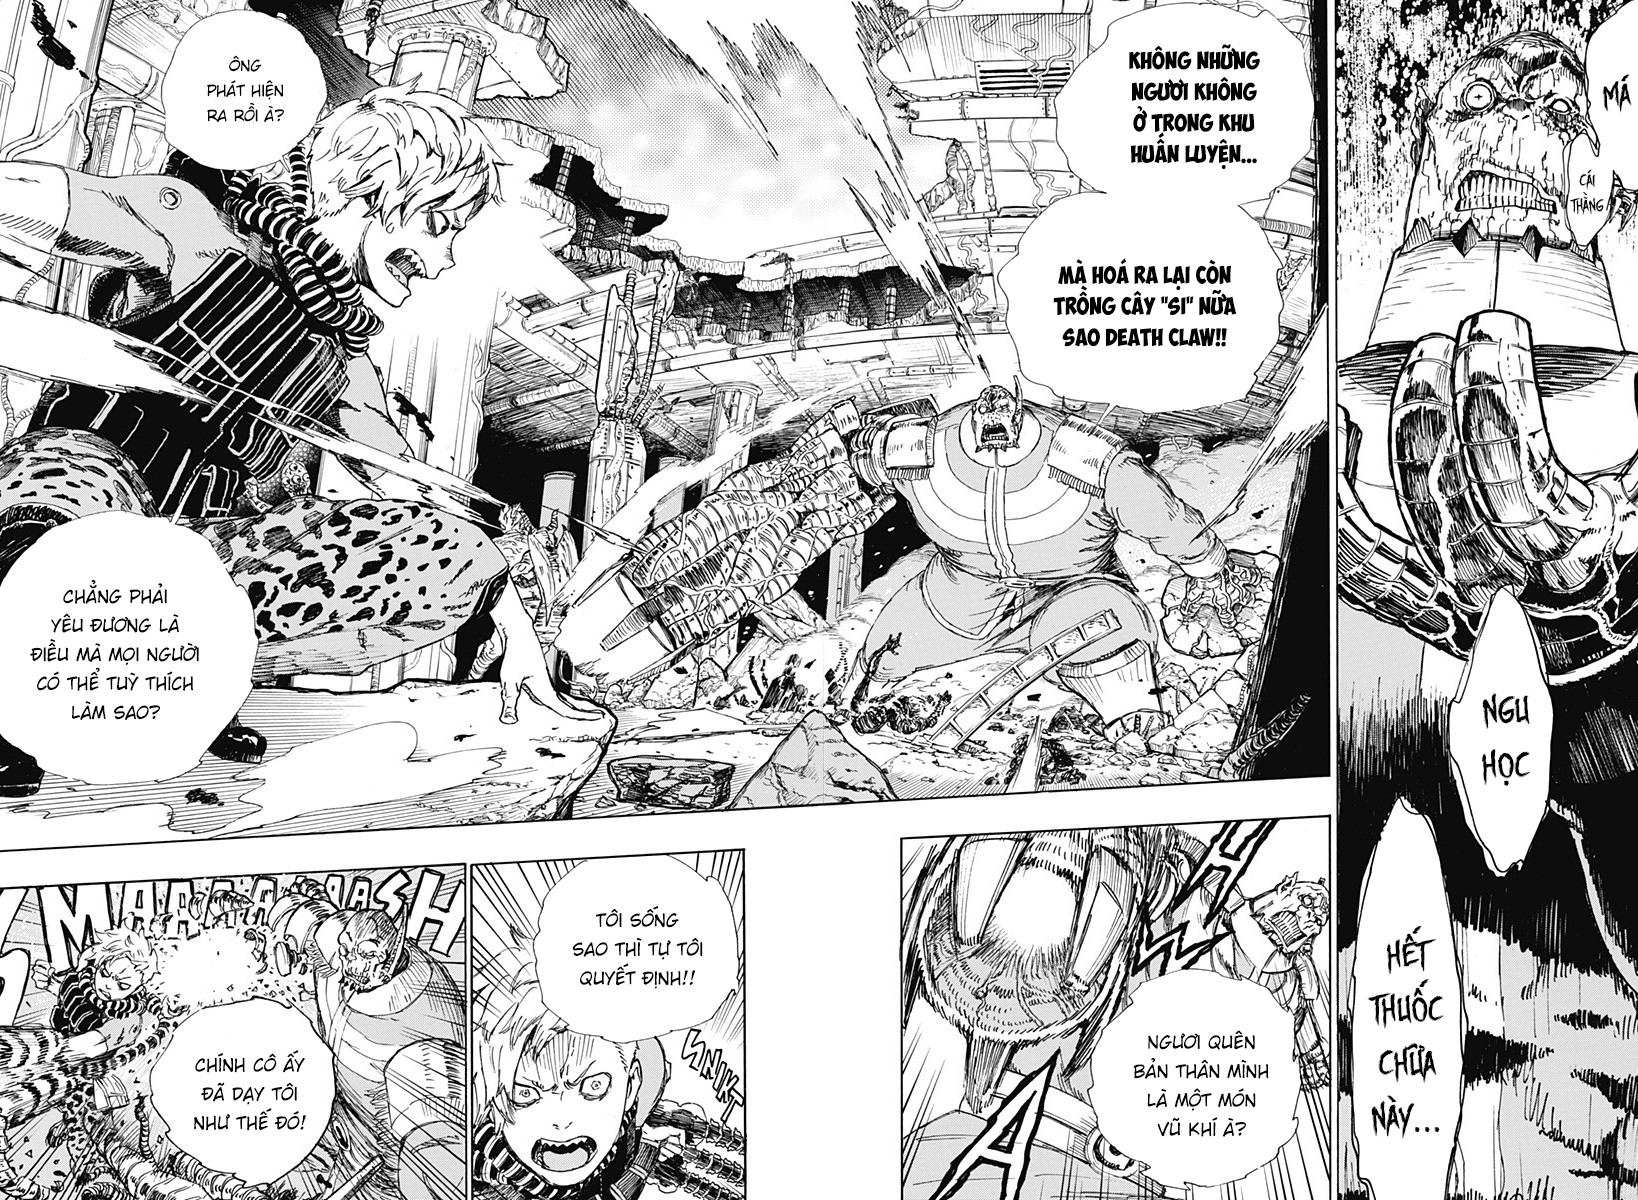 MÁ
CÁI
THẰNG
NGU
HỌC
HẾT
THUỐC
CHỮA
NÀY...
KHÔNG NHỮNG
NGƯƠI KHÔNG
Ở TRONG KHU
HUẤN LUYỆN...
MÀ HOÁ RA LẠI CÒN
TRỒNG CÂY "SI" NỮA
SAO DEATH CLAW!!
ÔNG
PHÁT HIỆN
RA RỒI À?
CHẲNG PHẢI
YÊU ĐƯƠNG LÀ
ĐIỀU MÀ MỌI NGƯỜI
CÓ THỂ TUỲ THÍCH
LÀM SAO?
NGƯƠI QUÊN
BẢN THÂN MÌNH
LÀ MỘT MÓN
VŨ KHÍ À?
TÔI SỐNG
SAO THÌ TỰ TÔI
QUYẾT ĐỊNH!!
SNIKT
SMAAAAAASH
CHÍNH CÔ ẤY
ĐÃ DẠY TÔI
NHƯ THẾ ĐÓ!